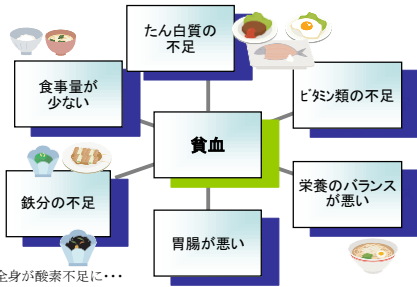 たん白質の
不足
食事量が
少ない
ﾋﾞﾀﾐﾝ類の不足
貧血
鉄分の不足
栄養のバランス
が悪い
胃腸が悪い
全身が酸素不足に・・・